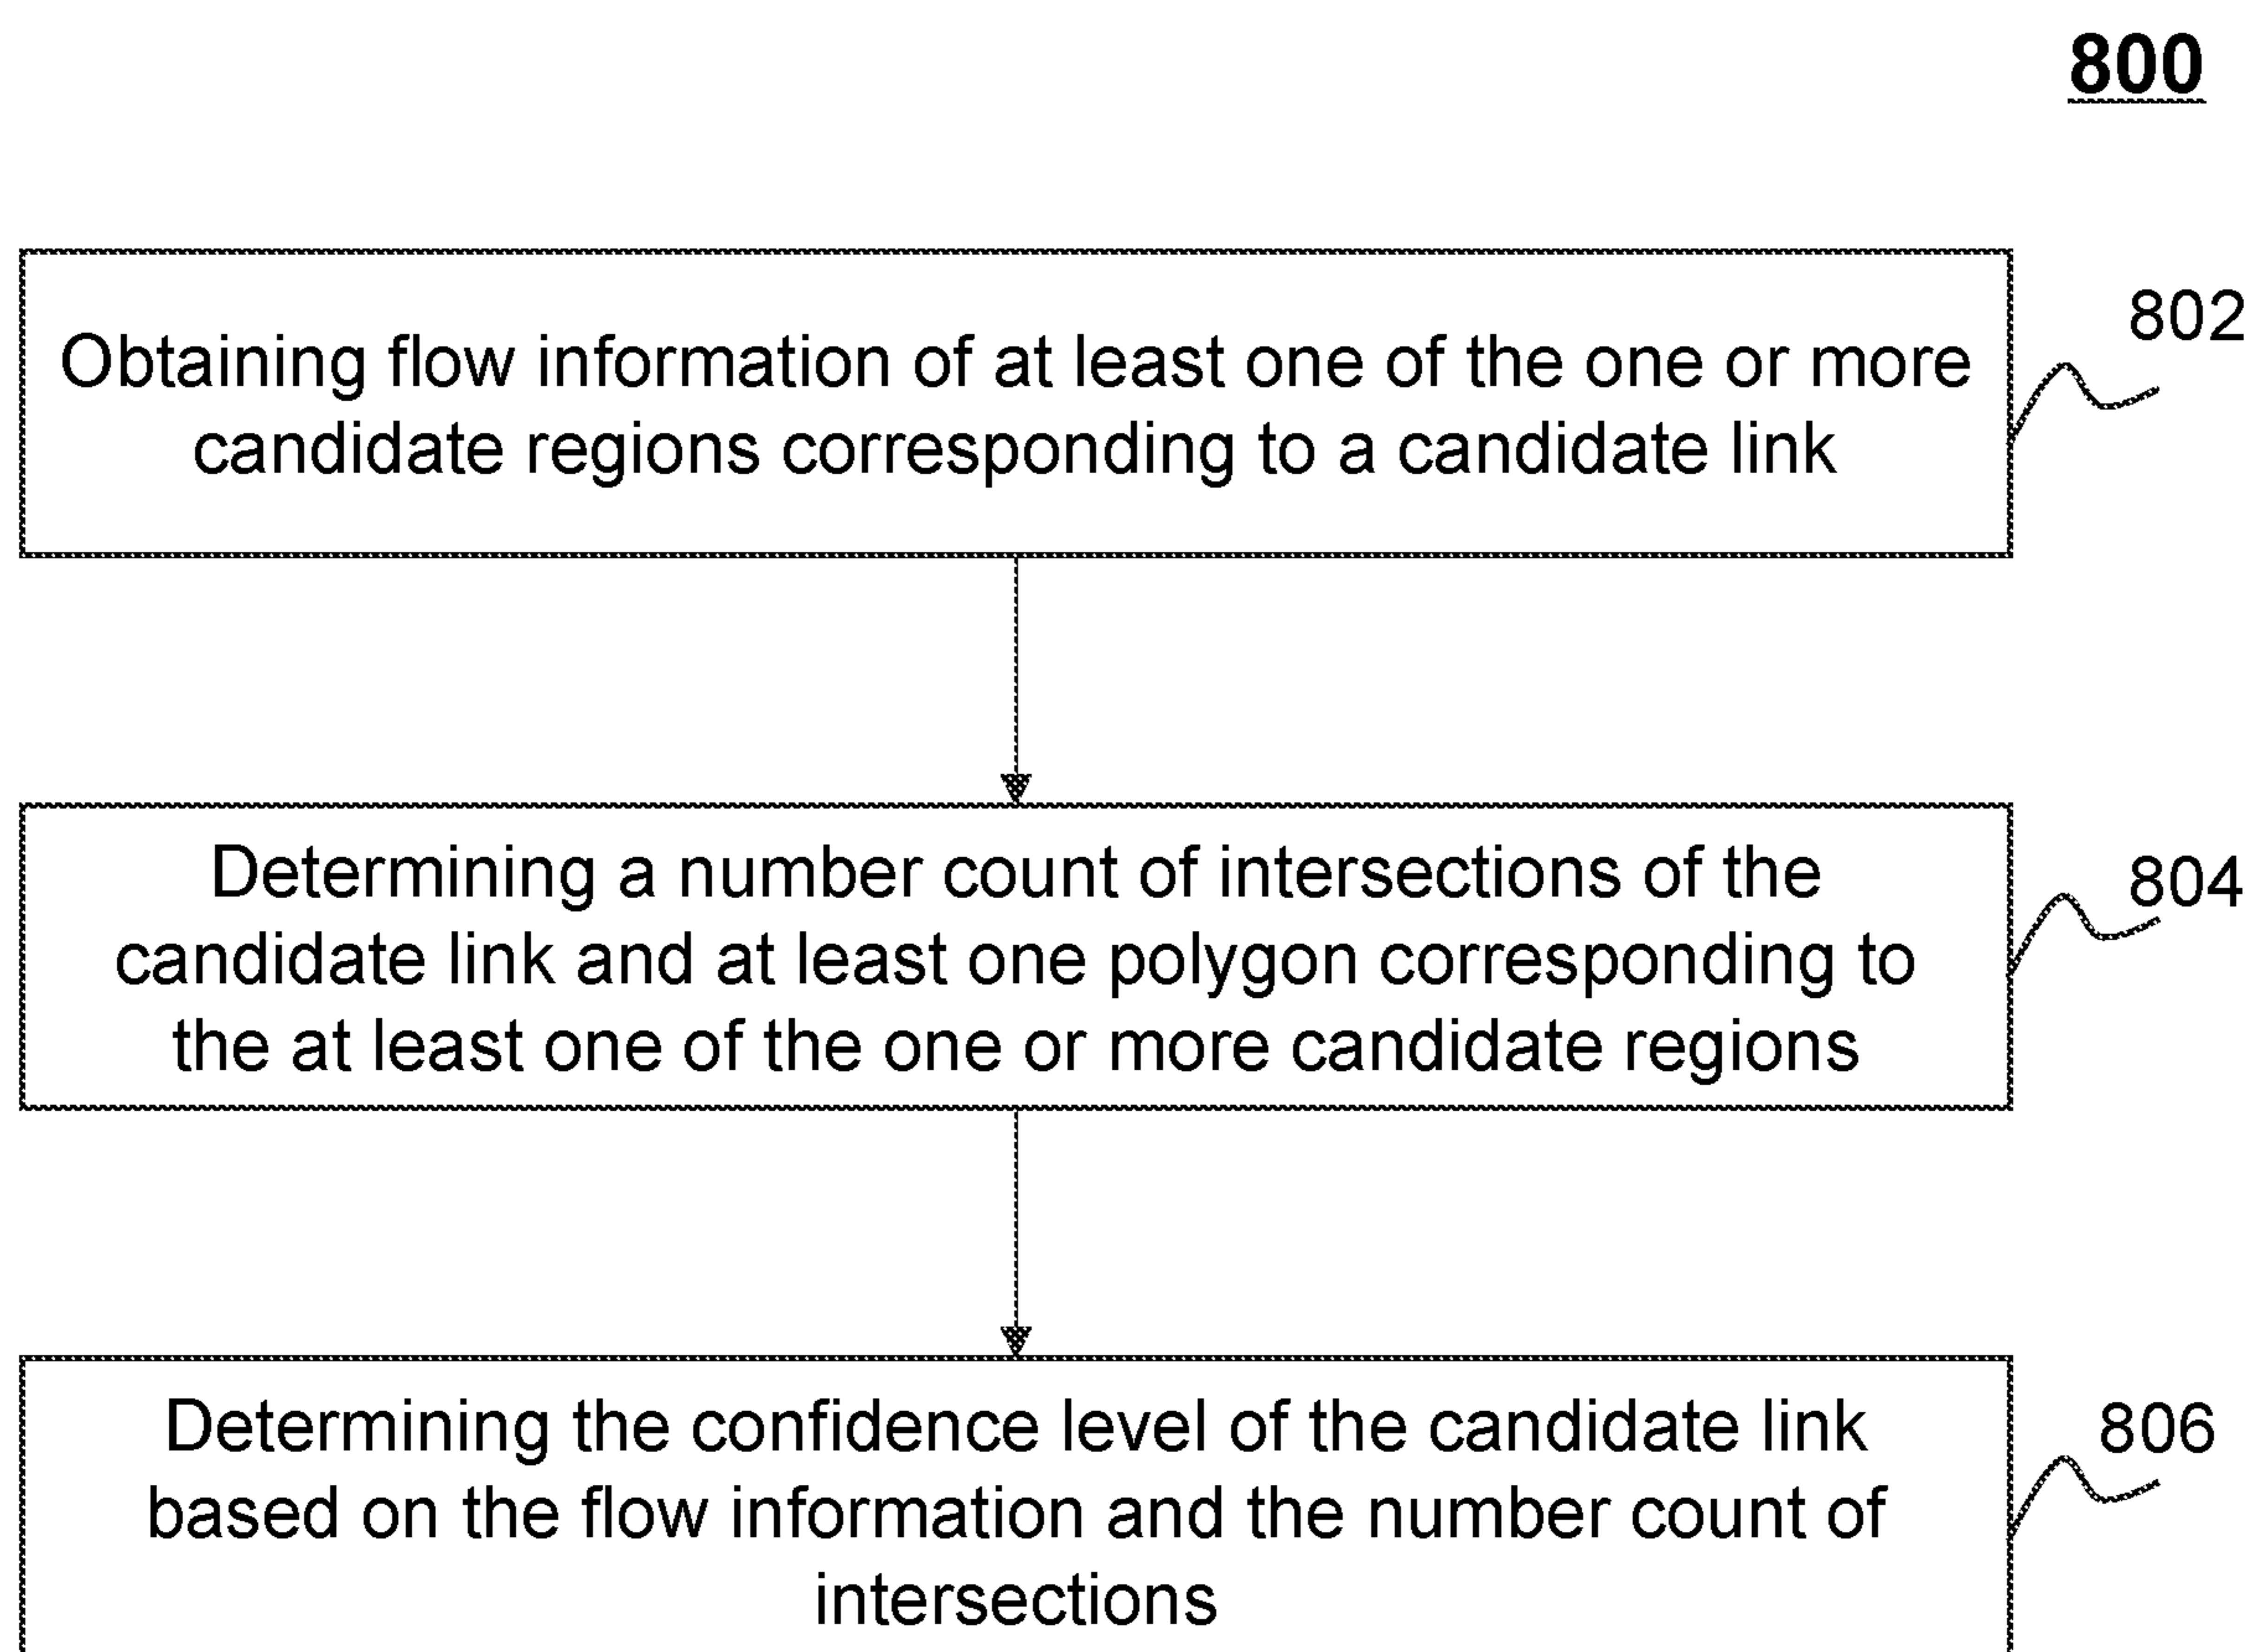 800
Obtaining flow information of at least one of the one or more
candidate regions corresponding to a candidate link
802
Determining a number count of intersections of the
candidate link and at least one polygon corresponding to
the at least one of the one or more candidate regions
804
Determining the confidence level of the candidate link
based on the flow information and the number count of
intersections
806